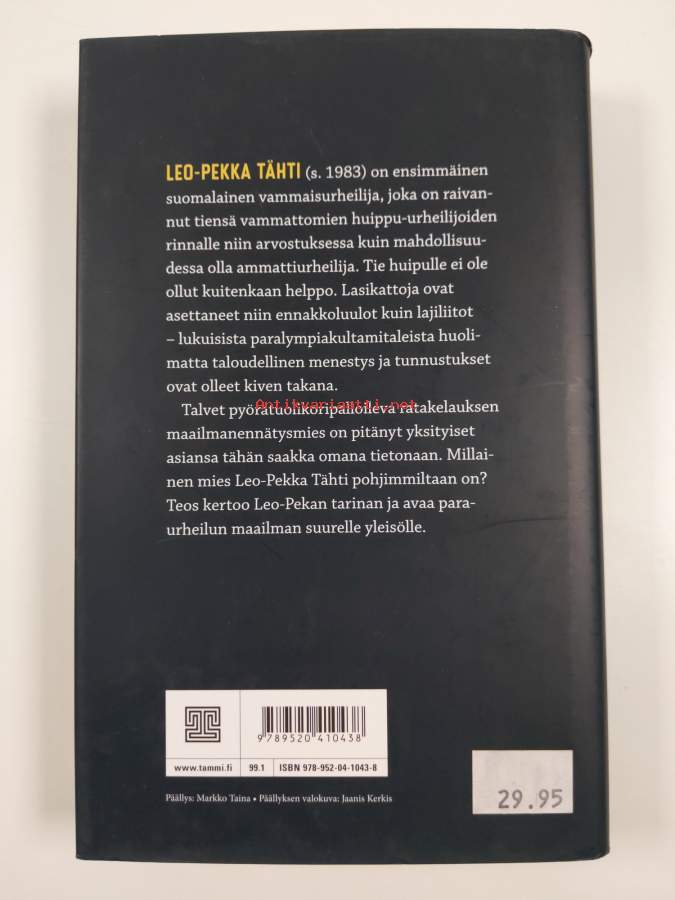 LEO-PEKKA TÄHTI (s. 1983) on ensimmäinen
suomalainen vammaisurheilija, joka on raivan-
nut tiensä vammattomien huippu-urheilijoiden
rinnalle niin arvostuksessa kuin mahdollisuu-
dessa olla ammattiurheilija. Tie huipulle ei ole
ollut kuitenkaan helppo. Lasikattoja ovat
asettaneet niin ennakkoluulot kuin lajiliitot
– lukuisista paralympiakultamitaleista huoli-
matta taloudellinen menestys ja tunnustukset
ovat olleet kiven takana.
Talvet pyörätuolikoripalloileva ratakelauksen
Antikvariaatti.net
maailmanennätysmies on pitänyt yksityiset
asiansa tähän saakka omana tietonaan. Millai-
nen mies Leo-Pekka Tähti pohjimmiltaan on?
Teos kertoo Leo-Pekan tarinan ja avaa para-
urheilun maailman suurelle yleisölle.
9 789520 410438
www.tammi.fi 99.1 ISBN 978-952-04-1043-8
Päällys: Markko Taina • Päällyksen valokuva: Jaanis Kerkis
29.95